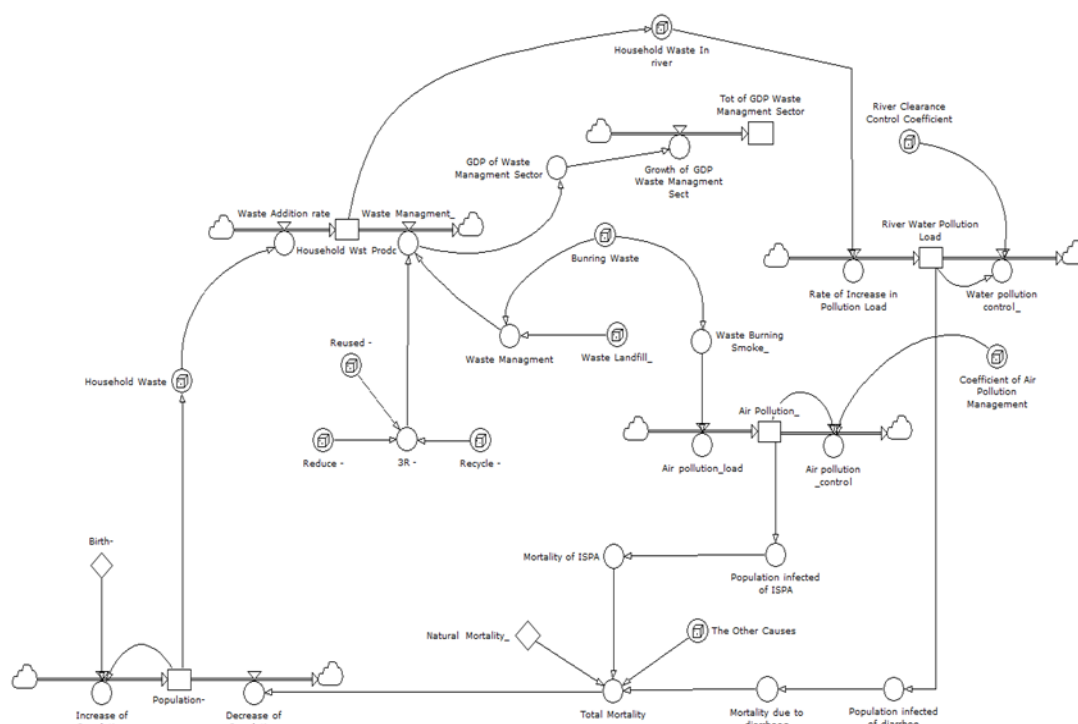 Household Waste In
river
Tot of GDP Waste
Managment Sector
River Clearance
Control Coefficient
GDP of Waste
Managment Sector
Growth of GDP
Waste Managment
Sect
Waste Addition rate
Waste Managment_
Household Wst Prodc
Bunring Waste
River Water Pollution
Load
Rate of Increase in
Pollution Load
Water pollution
control_
Reused -
Waste Managment
Waste Landfill_
Waste Burning
Smoke_
Household Waste
Coefficient of Air
Pollution
Management
Air Pollution_
Reduce -
3R -
Recycle -
Air pollution_load
Air pollution
_control
Birth-
Mortality of ISPA
Population infected
of ISPA
Natural Mortality_
The Other Causes
Population-
Increase of
Decrease of
Total Mortality
Mortality due to
Population infected